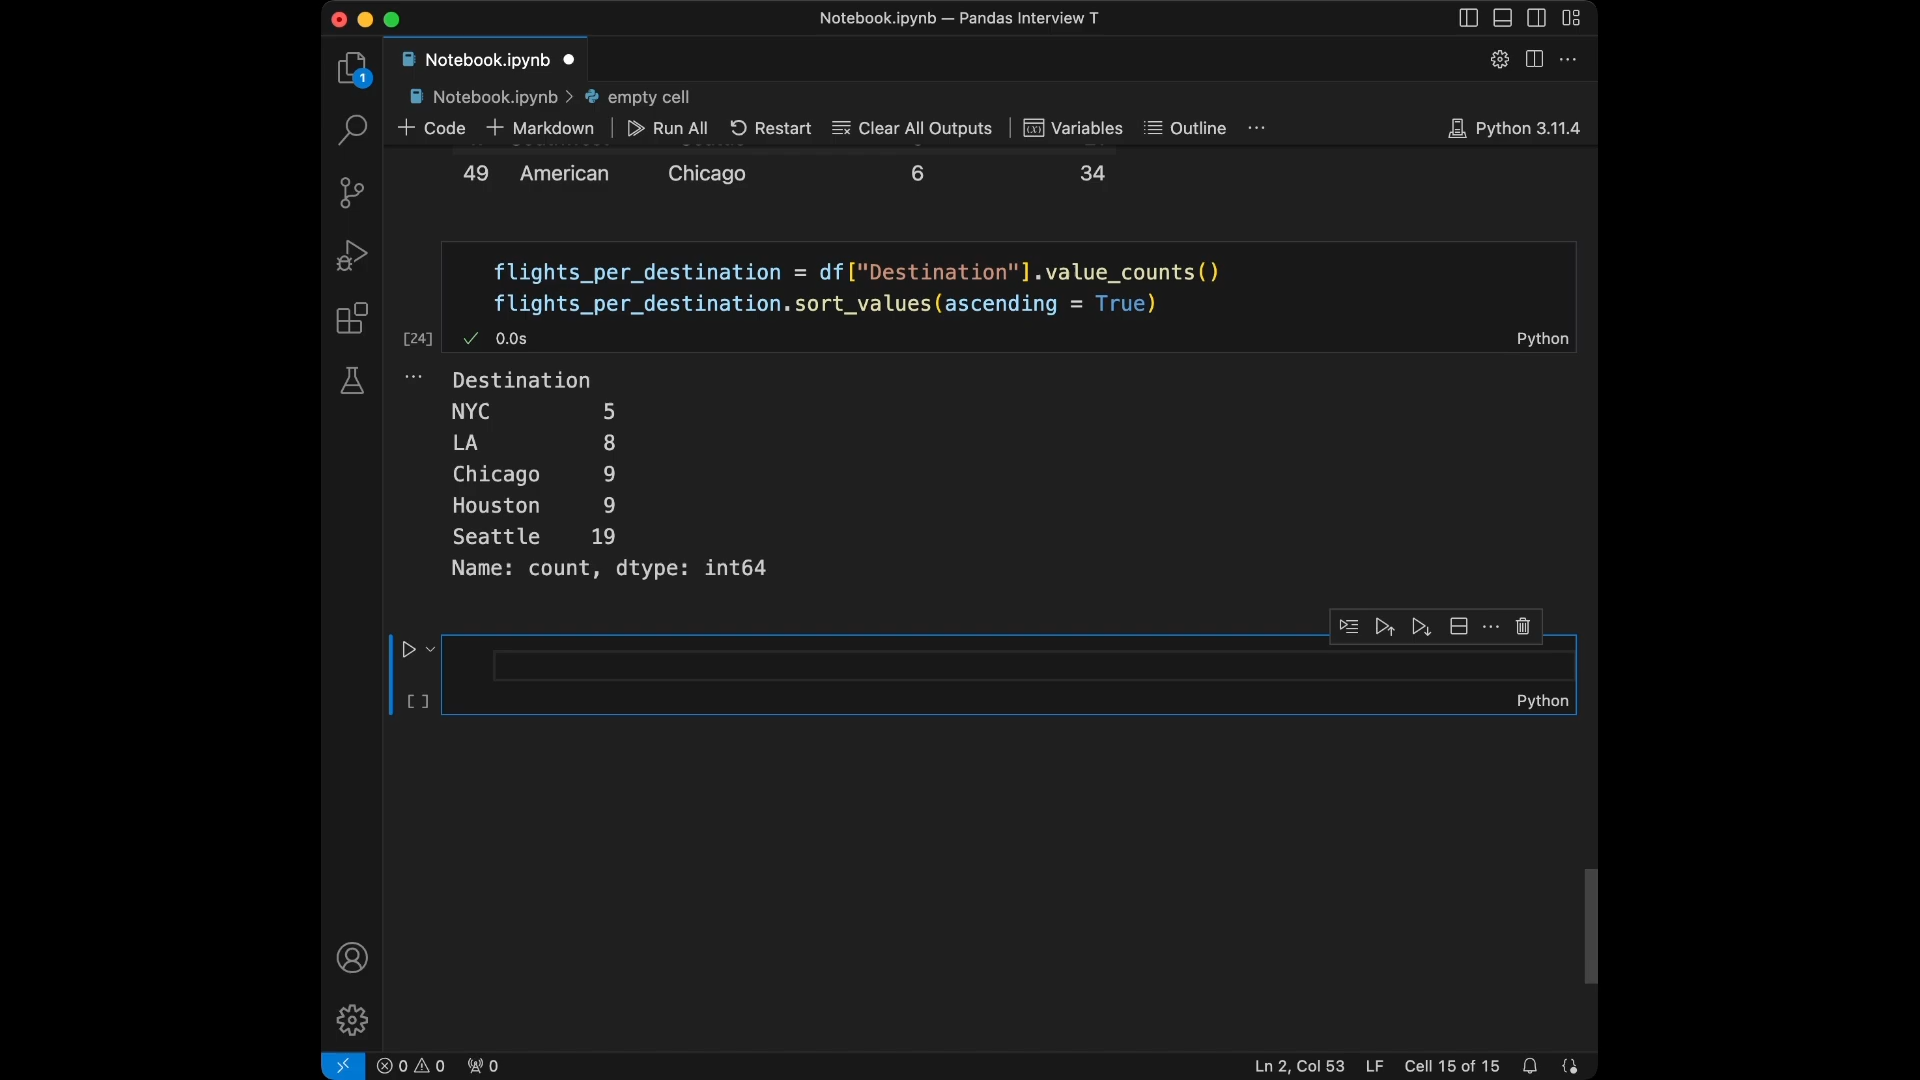 Notebook.ipynb — Pandas Interview T
Notebook.ipynb
1
Notebook.ipynb > empty cell
Code Markdown Run All Restart Clear All Outputs Variables Outline ... Python 3.11.4
49 American Chicago 6 34
flights_per_destination = df["Destination"].value_counts()
flights_per_destination.sort_values(ascending = True)
[24] 0.0s Python
... Destination
NYC 5
LA 8
Chicago 9
Houston 9
Seattle 19
Name: count, dtype: int64
[ ] Python
0 0 0 Ln 2, Col 53 LF Cell 15 of 15